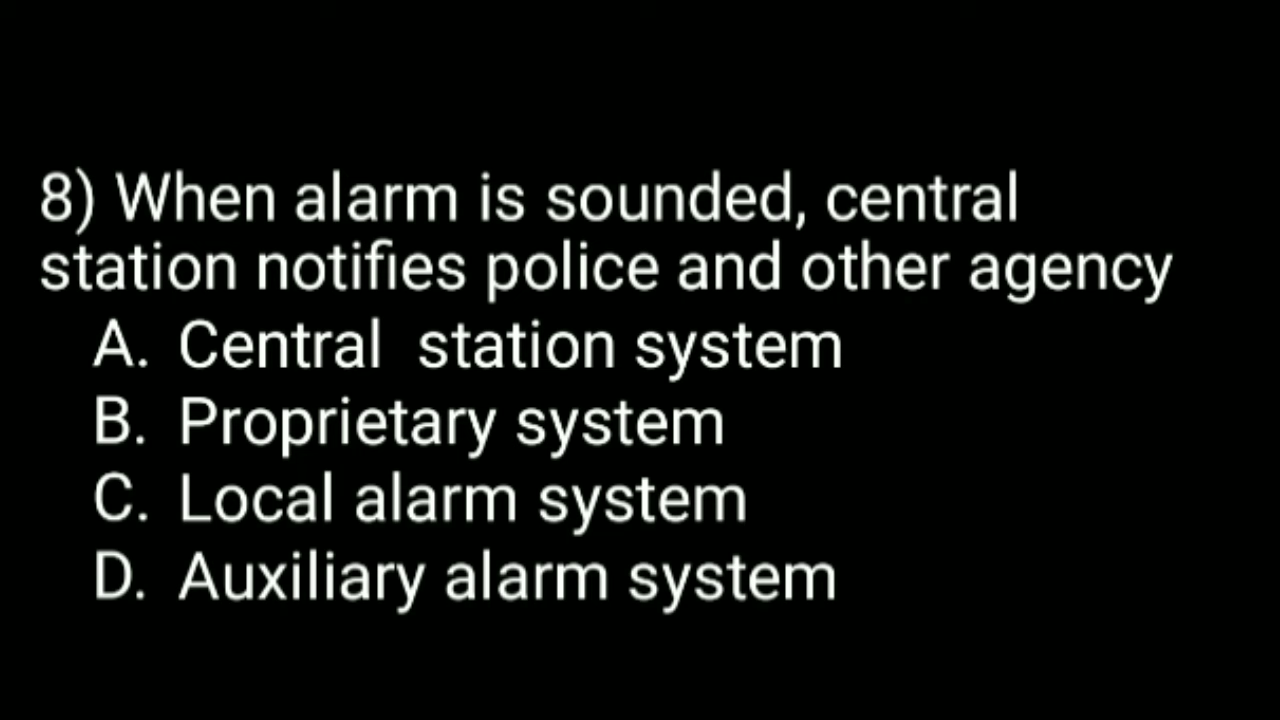 8) When alarm is sounded, central
station notifies police and other agency
A. Central station system
B. Proprietary system
C. Local alarm system
D. Auxiliary alarm system